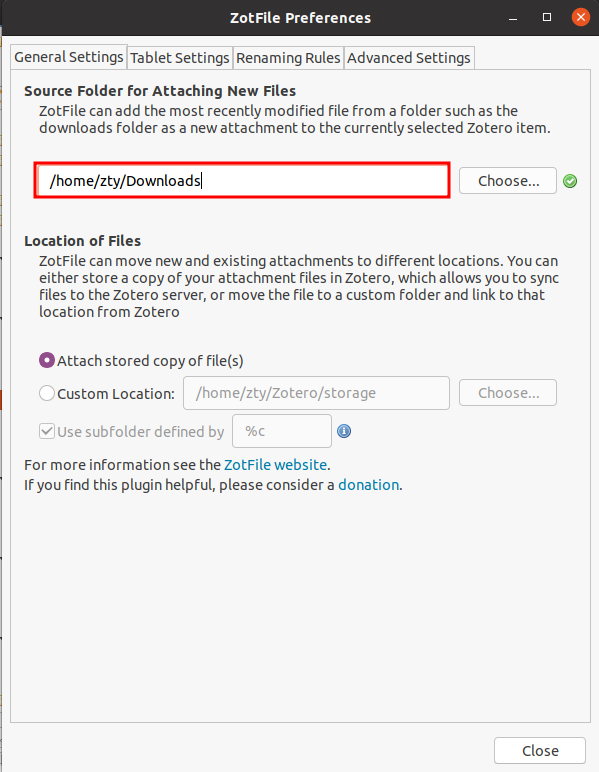 ZotFile Preferences
General Settings Tablet Settings Renaming Rules Advanced Settings
Source Folder for Attaching New Files
ZotFile can add the most recently modified file from a folder such as the
downloads folder as a new attachment to the currently selected Zotero item.
/home/zty/Downloads Choose...
Location of Files
ZotFile can move new and existing attachments to different locations. You can
either store a copy of your attachment files in Zotero, which allows you to sync
files to the Zotero server, or move the file to a custom folder and link to that
location from Zotero
Attach stored copy of file(s)
Custom Location: /home/zty/Zotero/storage Choose...
Use subfolder defined by %c
For more information see the ZotFile website.
If you find this plugin helpful, please consider a donation.
Close